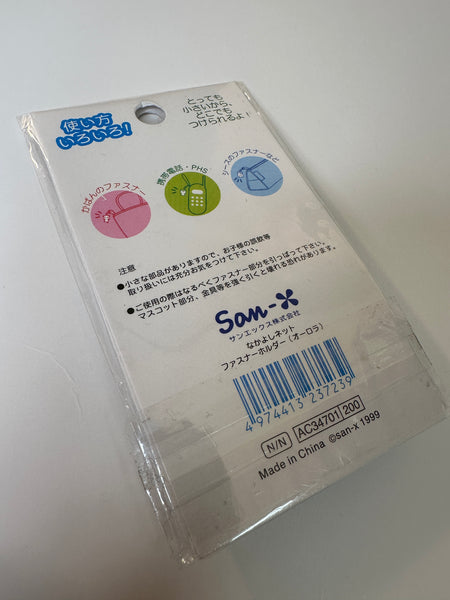 使い方
いろいろ!
とっても
小さいから、
どこでも
つけられるよ!
かばんのファスナー
携帯電話・PHS
シースのファスナーなど
注意
●小さな部品がありますので、お子様の誤飲等
取り扱いには充分お気をつけて下さい。
●ご使用の際はなるべくファスナー部分を引っぱって下さい。
マスコット部分、金具等を強く引くと壊れる恐れがあります。
San-X
サンエックス株式会社
なかよしネット
ファスナーホルダー(オーロラ)
4 974413 237239
N/N AC34701 200
Made in China ©san-x 1999